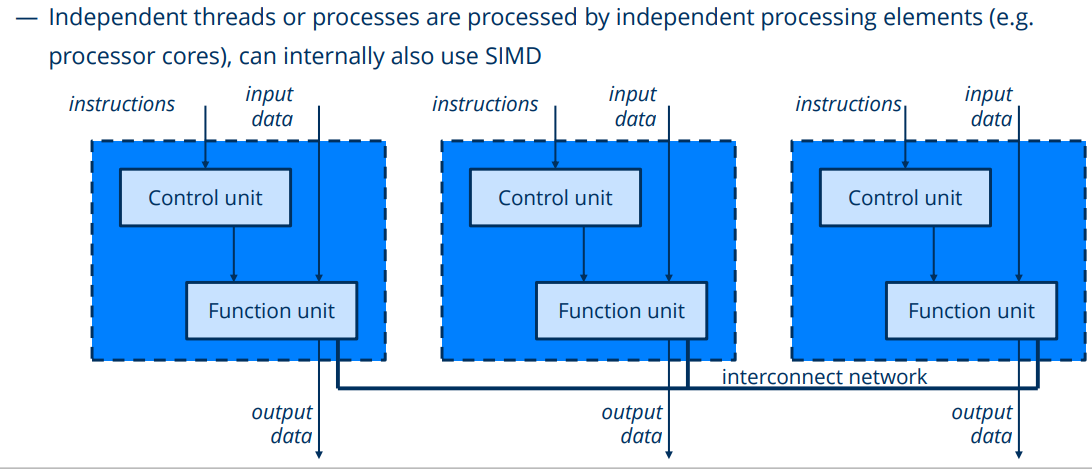 — Independent threads or processes are processed by independent processing elements (e.g.
processor cores), can internally also use SIMD
instructions
input
data
instructions
input
data
instructions
input
data
Control unit
Control unit
Control unit
Function unit
Function unit
Function unit
interconnect network
output
data
output
data
output
data